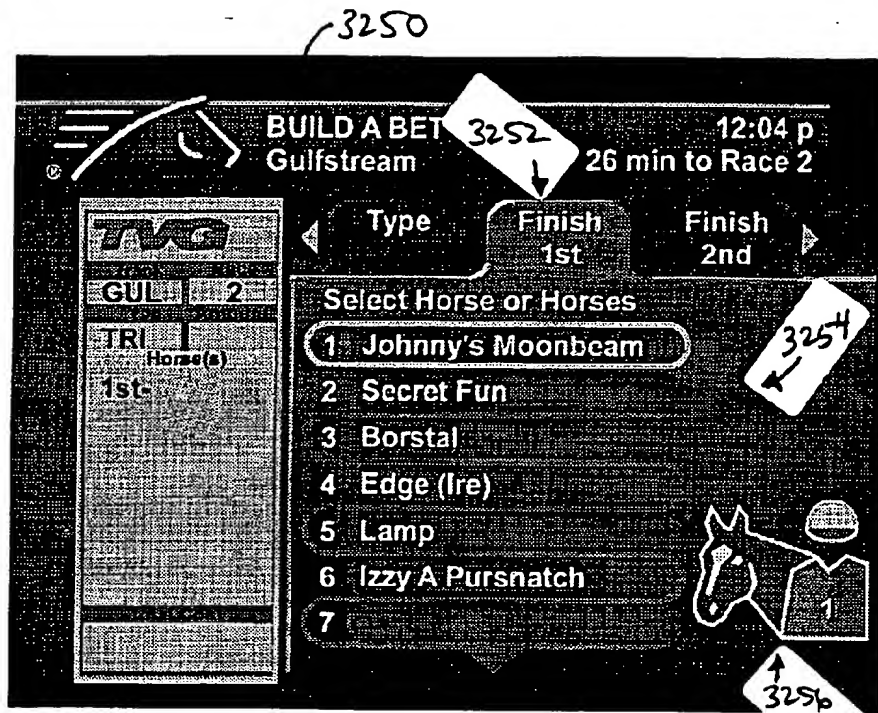 3250
BUILD A BET
Gulfstream
3252
12:04 p
26 min to Race 2
®
TVG
GUL 2
TRI
Horse(s)
1st-
Type
Finish
1st
Finish
2nd
Select Horse or Horses
1 Johnny's Moonbeam
2 Secret Fun
3 Borstal
4 Edge (Ire)
5 Lamp
6 Izzy A Pursnatch
7
3254
1
3256